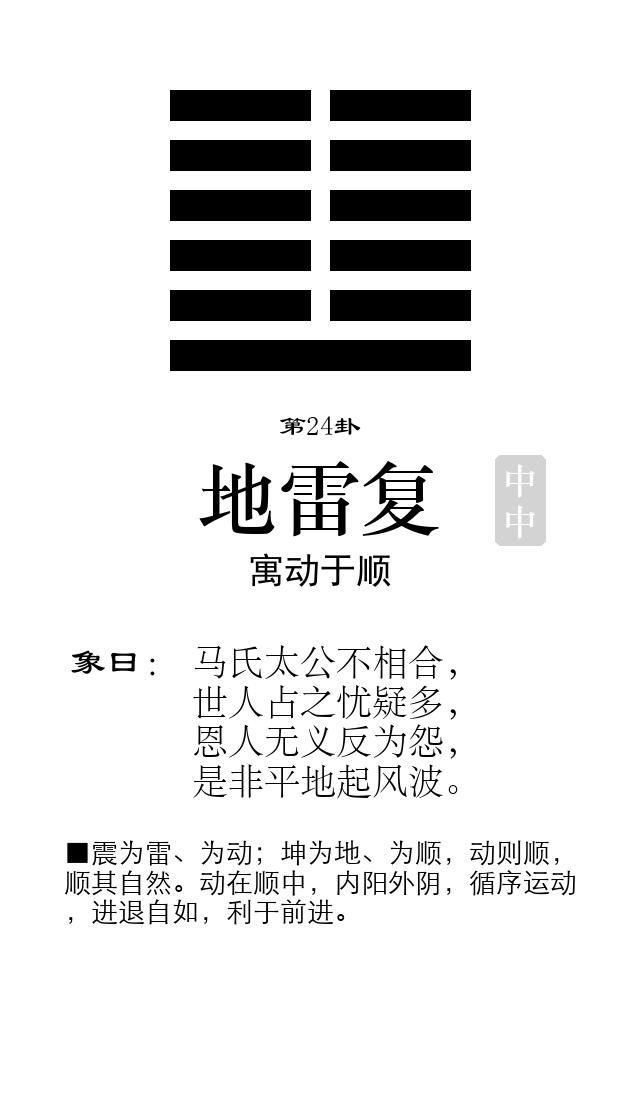 第24卦
地雷复
中
中
寓动于顺
象曰：马氏太公不相合，
世人占之忧疑多，
恩人无义反为怨，
是非平地起风波。
■震为雷、为动；坤为地、为顺，动则顺，
顺其自然。动在顺中，内阳外阴，循序运动
，进退自如，利于前进。